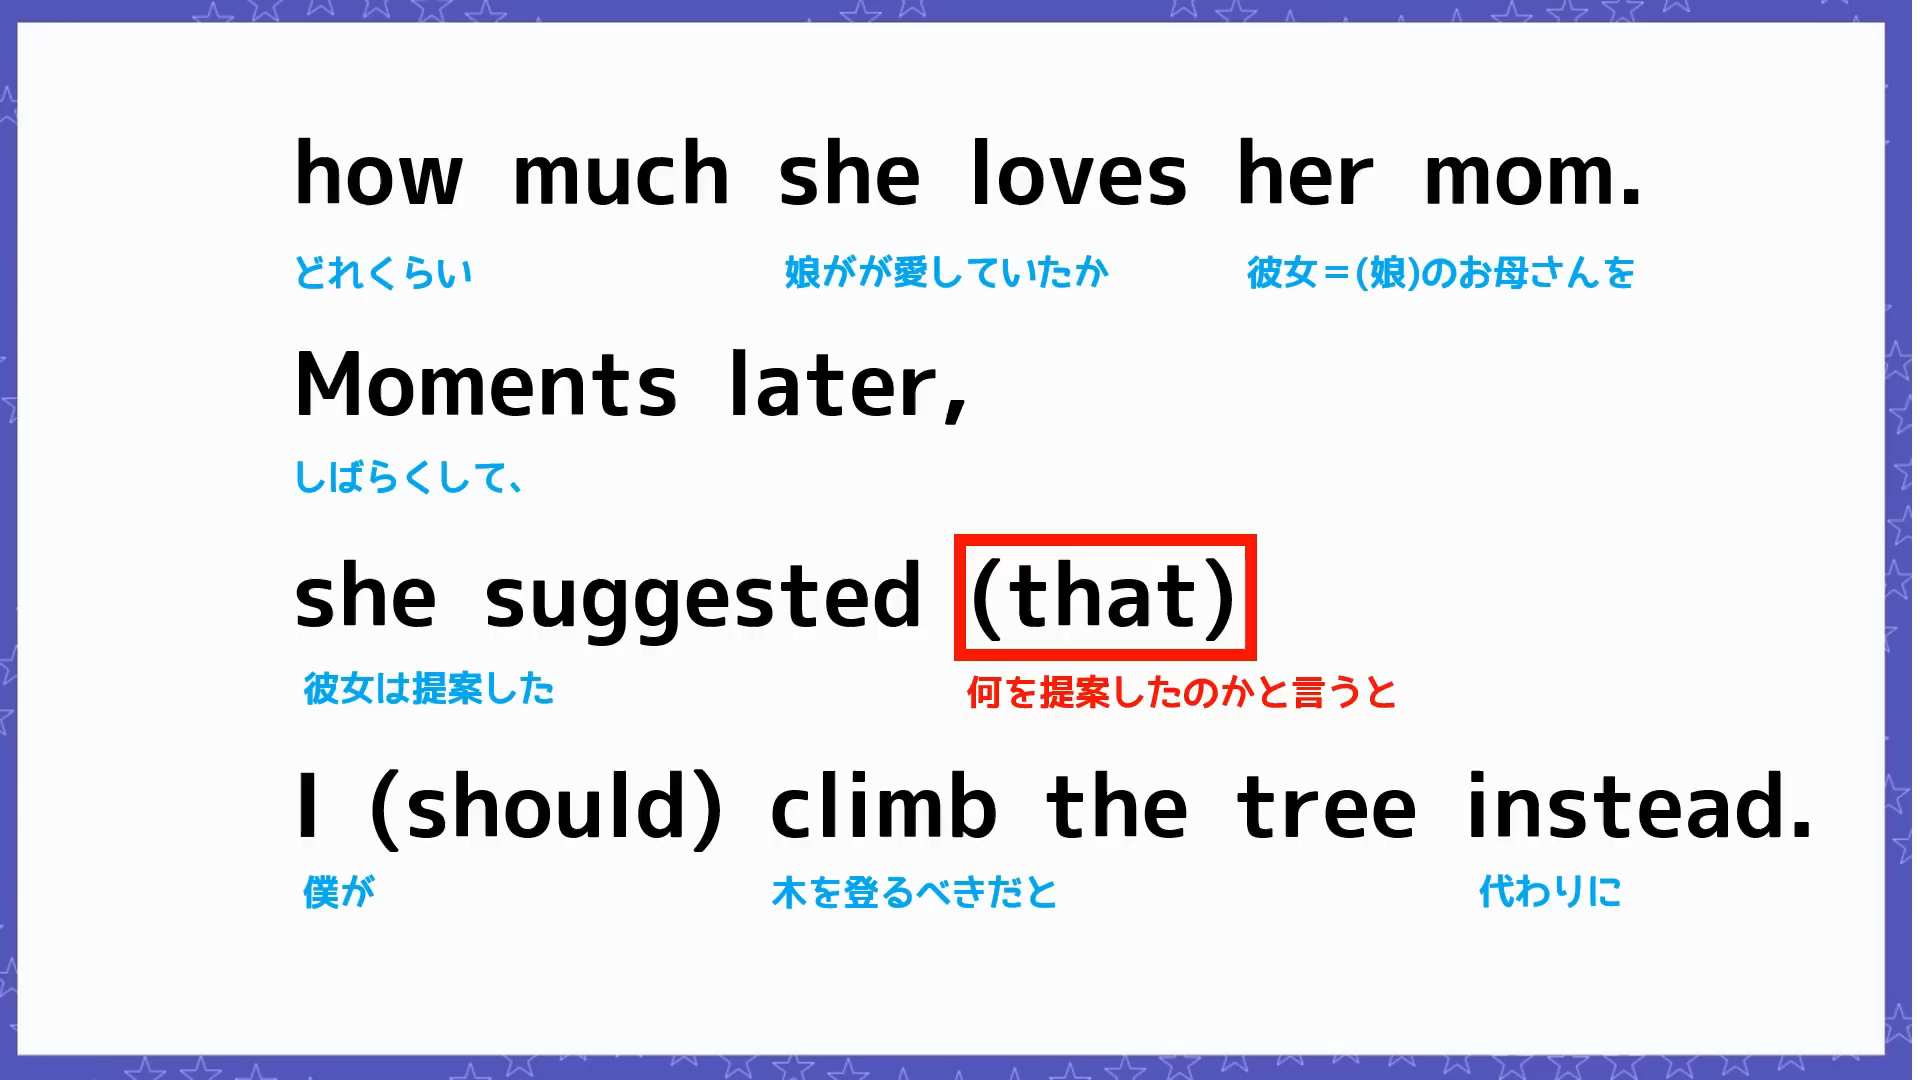 how much she loves her mom.
どれくらい 娘がが愛していたか 彼女＝(娘)のお母さんを
Moments later,
しばらくして、
she suggested (that)
彼女は提案した 何を提案したのかと言うと
I (should) climb the tree instead.
僕が 木を登るべきだと 代わりに